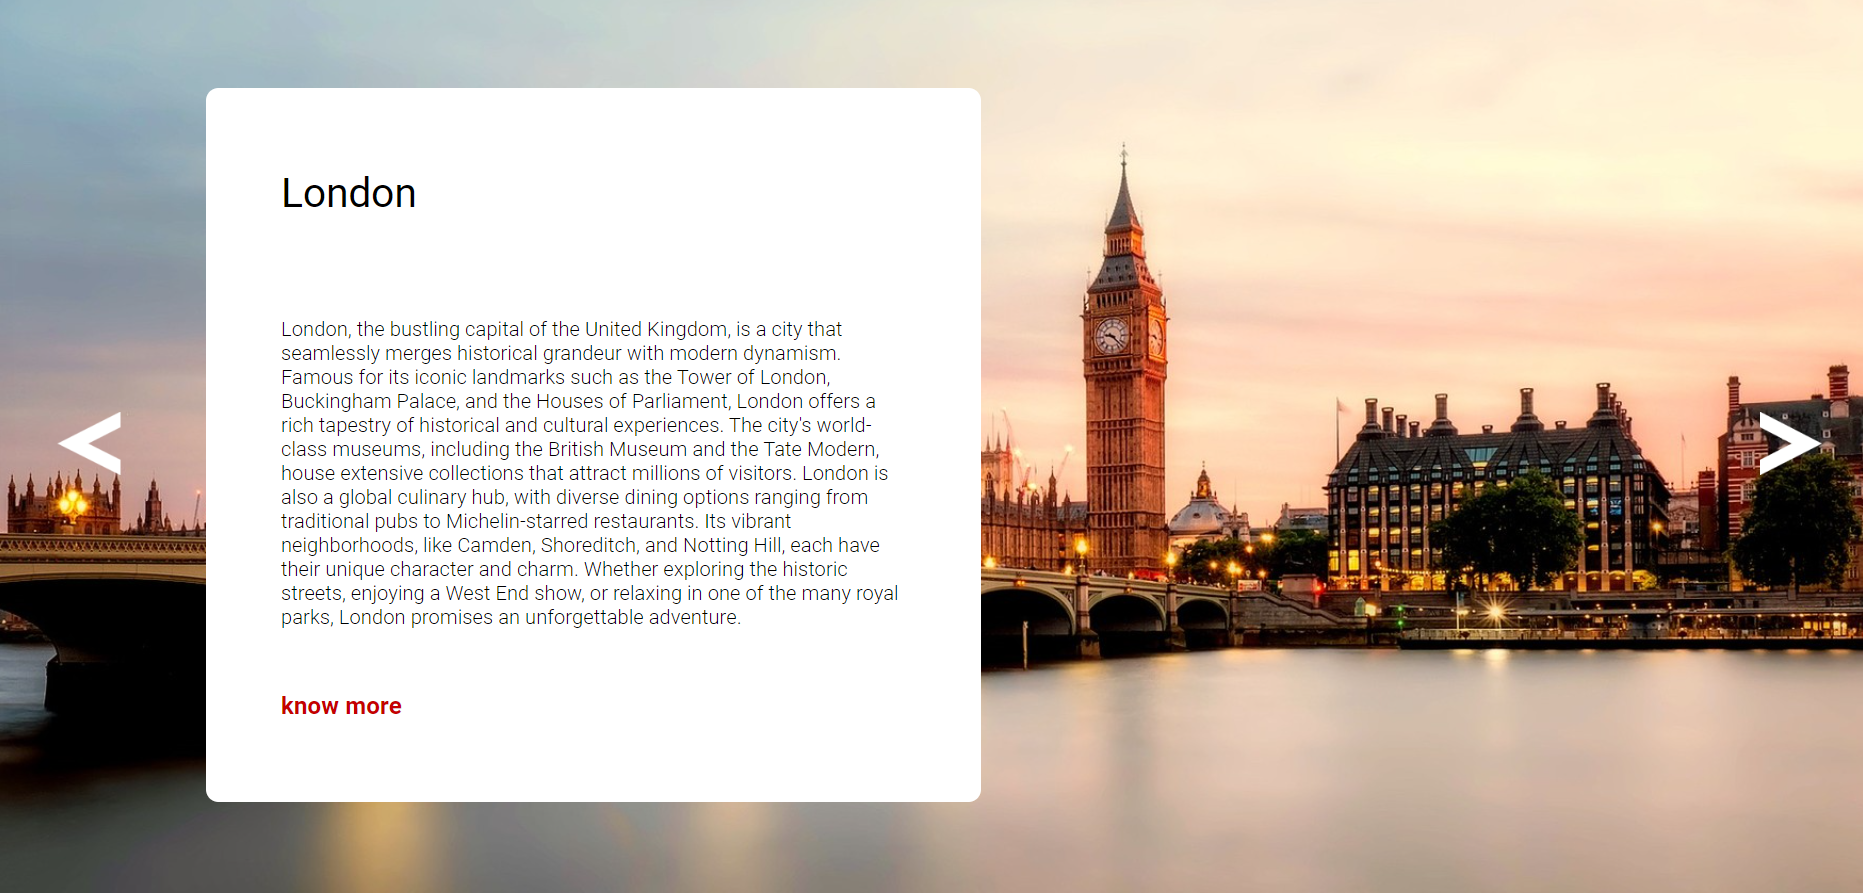 London
London, the bustling capital of the United Kingdom, is a city that
seamlessly merges historical grandeur with modern dynamism.
Famous for its iconic landmarks such as the Tower of London,
Buckingham Palace, and the Houses of Parliament, London offers a
rich tapestry of historical and cultural experiences. The city's world-
class museums, including the British Museum and the Tate Modern,
house extensive collections that attract millions of visitors. London is
also a global culinary hub, with diverse dining options ranging from
traditional pubs to Michelin-starred restaurants. Its vibrant
neighborhoods, like Camden, Shoreditch, and Notting Hill, each have
their unique character and charm. Whether exploring the historic
streets, enjoying a West End show, or relaxing in one of the many royal
parks, London promises an unforgettable adventure.
know more